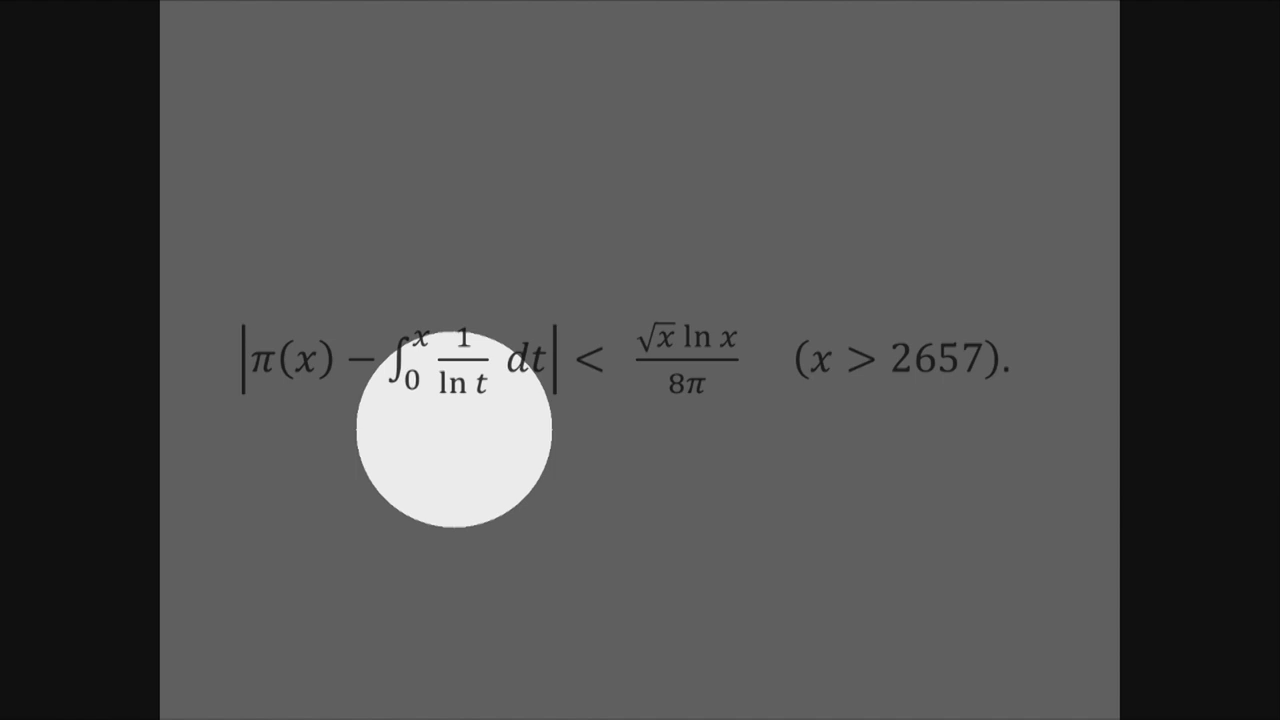 |π(x) − ∫₀ˣ 1/ln t dt| < √x ln x / 8π (x > 2657).